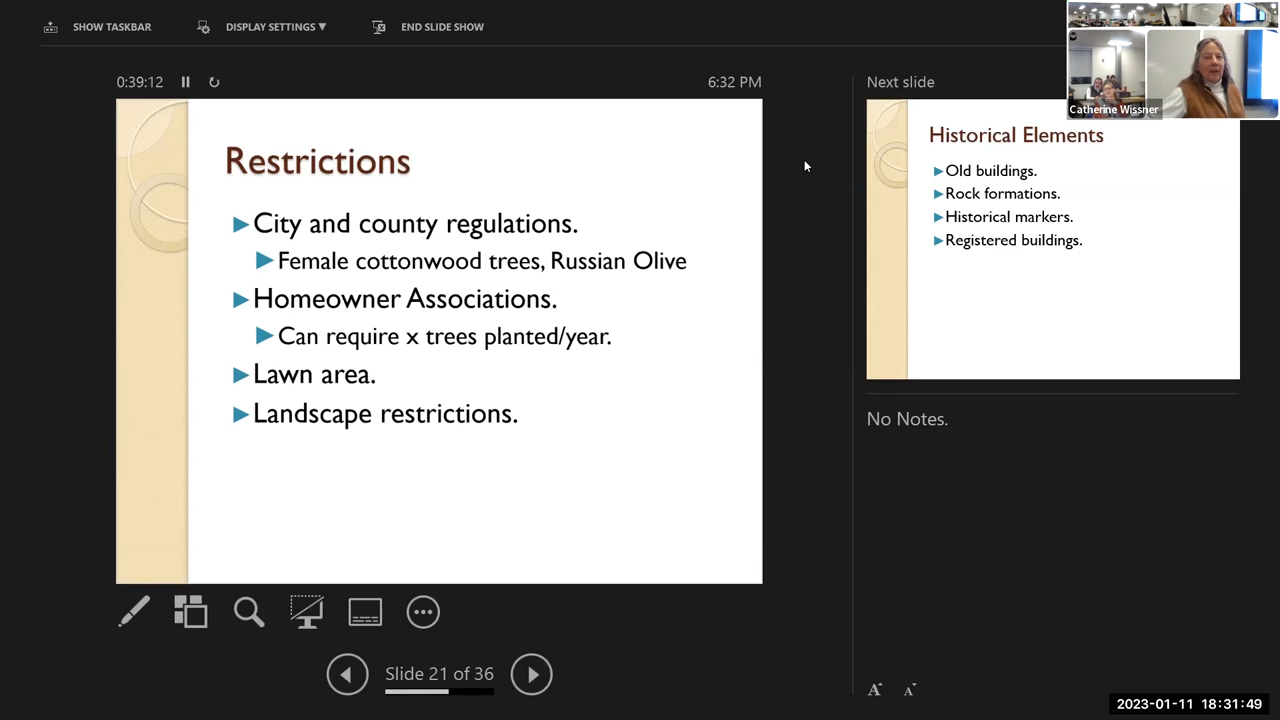 SHOW TASKBAR
DISPLAY SETTINGS ▼
END SLIDE SHOW
0:39:12
6:32 PM
Restrictions
►City and county regulations.
►Female cottonwood trees, Russian Olive
►Homeowner Associations.
►Can require x trees planted/year.
►Lawn area.
►Landscape restrictions.
Slide 21 of 36
Next slide
Catherine Wissner
Historical Elements
►Old buildings.
►Rock formations.
►Historical markers.
►Registered buildings.
No Notes.
A A
2023-01-11 18:31:49